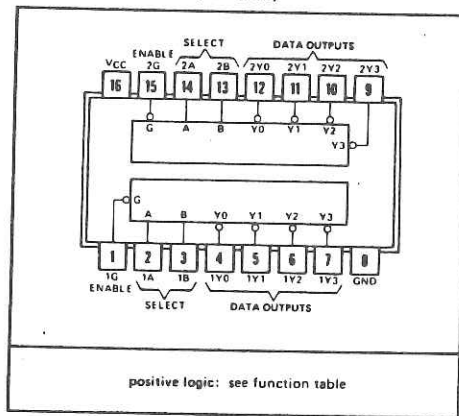 SELECT
DATA OUTPUTS
ENABLE
VCC 2G 2A 2B 2Y0 2Y1 2Y2 2Y3
16 15 14 13 12 11 10 9
G A B Y0 Y1 Y2
Y3
G
A B Y0 Y1 Y2 Y3
1 2 3 4 5 6 7 8
1G 1A 1B 1Y0 1Y1 1Y2 1Y3 GND
ENABLE
SELECT
DATA OUTPUTS
positive logic: see function table